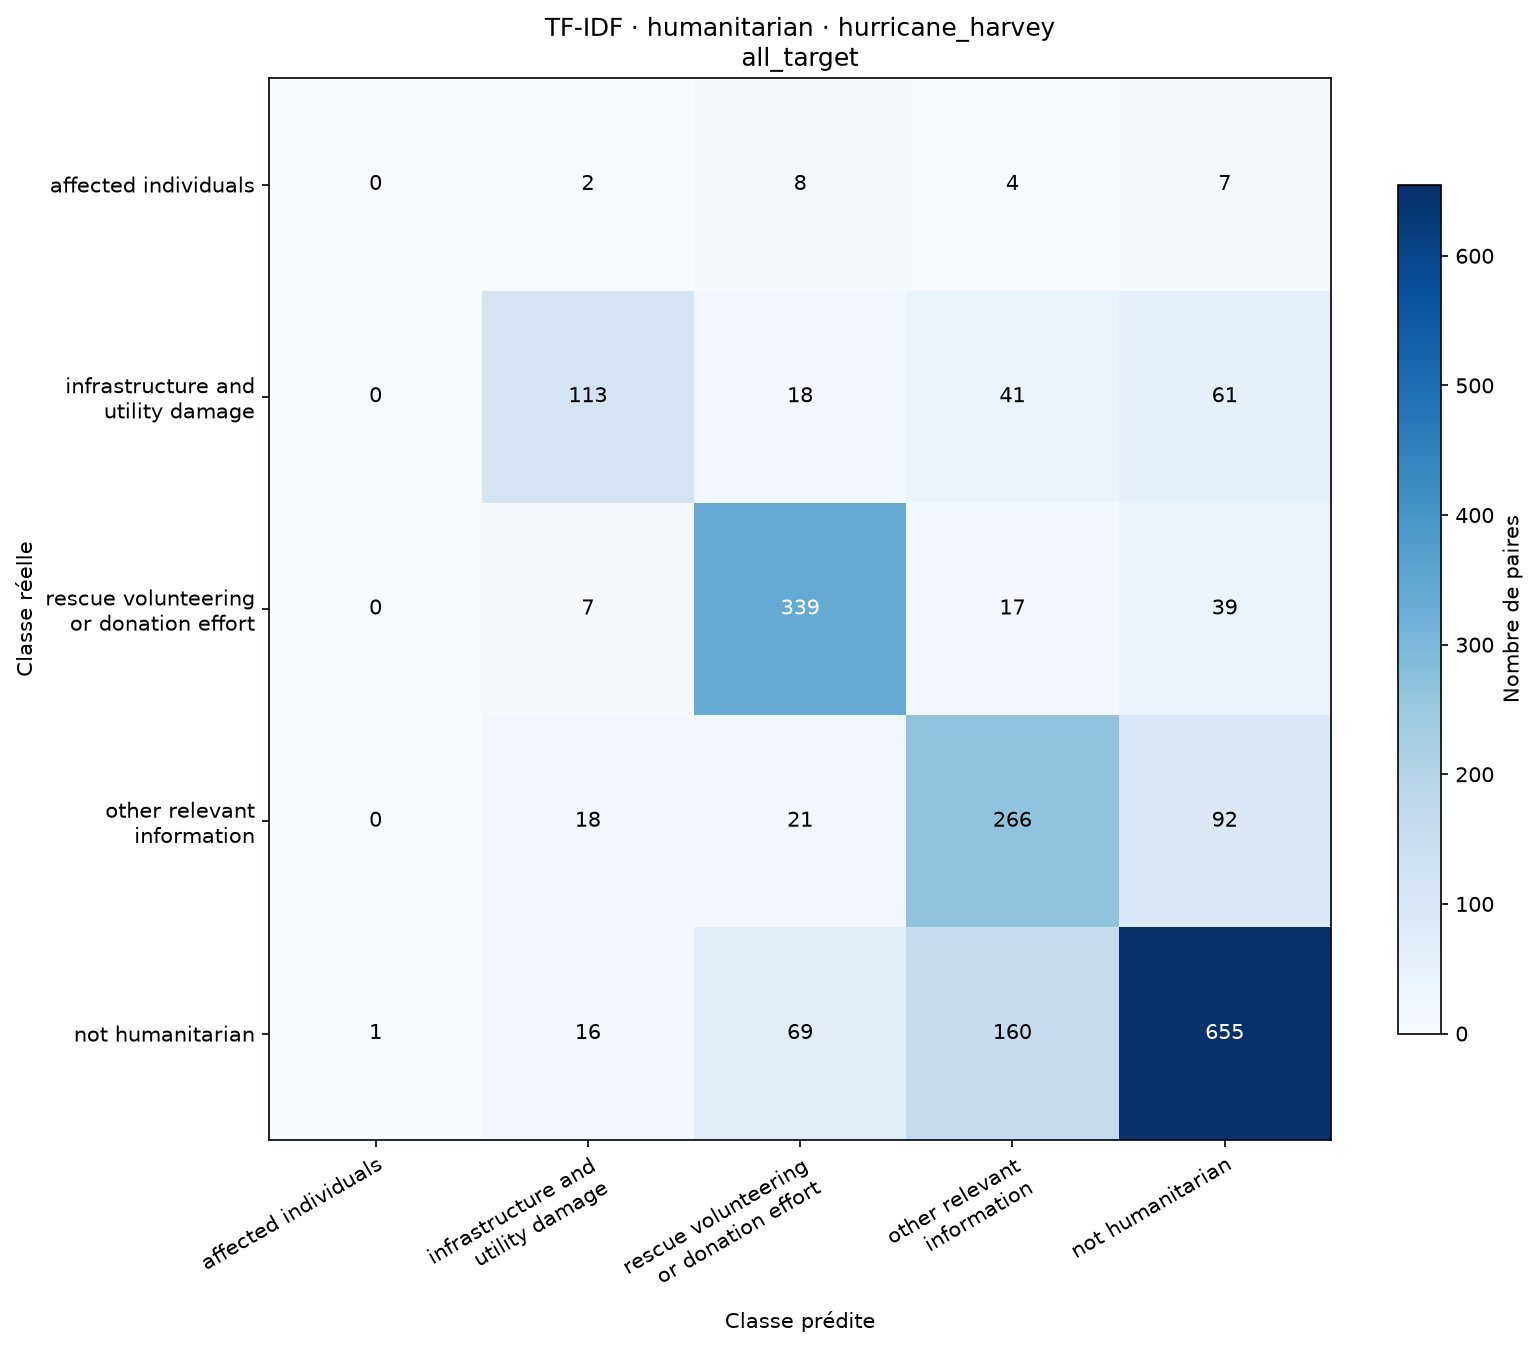 TF-IDF · humanitarian · hurricane_harvey
all_target
Classe réelle
affected individuals
0 2 8 4 7
infrastructure and
utility damage
0 113 18 41 61
rescue volunteering
or donation effort
0 7 339 17 39
other relevant
information
0 18 21 266 92
not humanitarian
1 16 69 160 655
affected individuals
infrastructure and
utility damage
rescue volunteering
or donation effort
other relevant
information
not humanitarian
Classe prédite
600
500
400
300
200
100
0
Nombre de paires